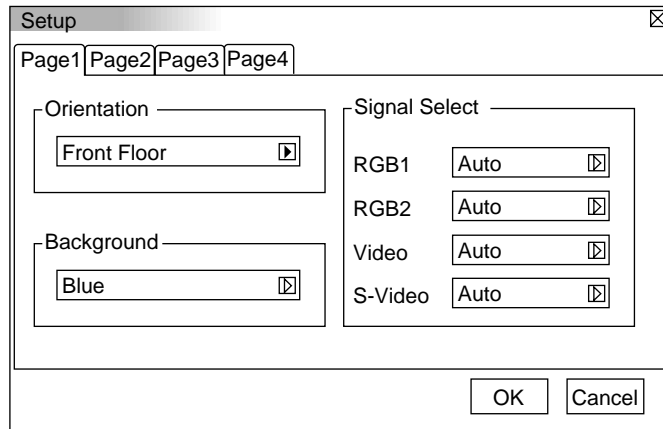 Setup
Page1 Page2 Page3 Page4
Orientation
Front Floor
Background
Blue
Signal Select
RGB1 Auto
RGB2 Auto
Video Auto
S-Video Auto
OK Cancel